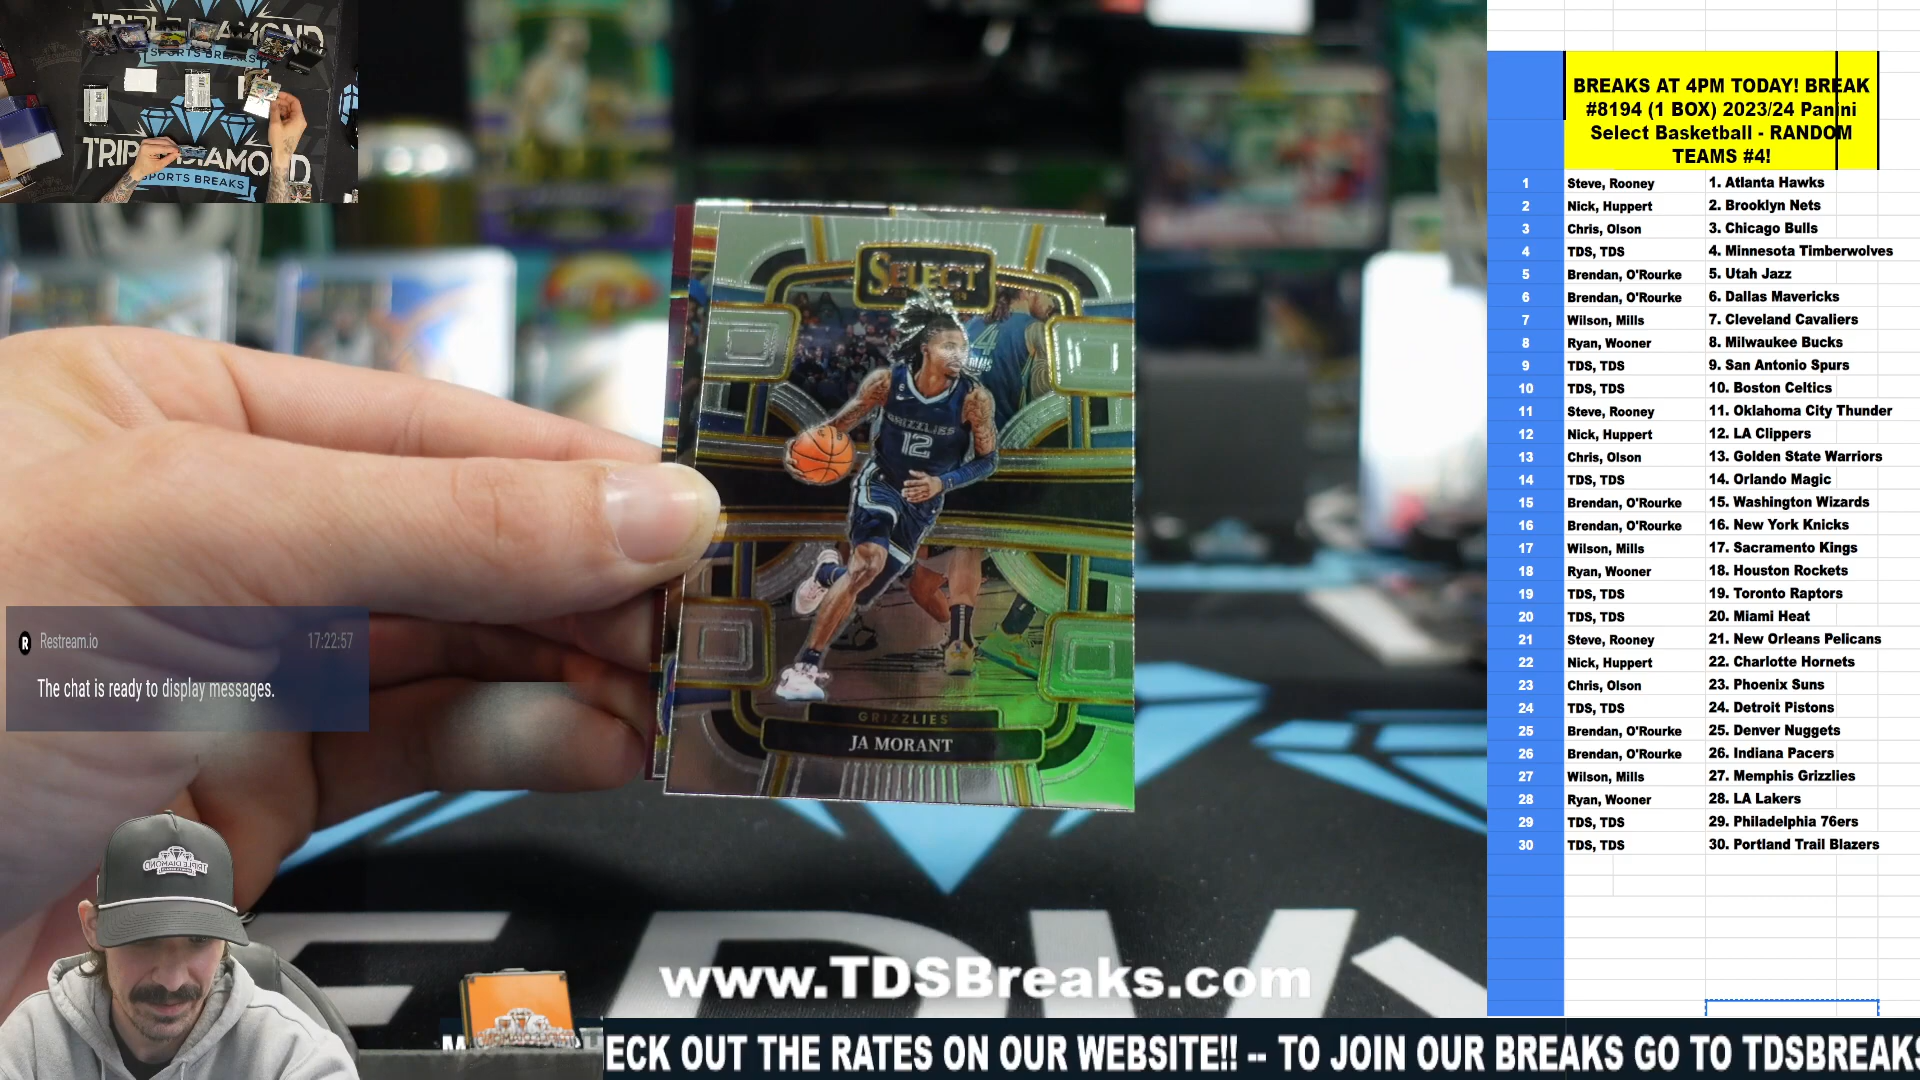 TRIPLE DIAMOND
SPORTS BREAKS
TRIPLE DIAMOND
SPORTS BREAKS
SELECT
GRIZZLIES
12
GRIZZLIES
JA MORANT
Restream.io 17:22:57
The chat is ready to display messages.
TRIPLE DIAMOND
www.TDSBreaks.com
ECK OUT THE RATES ON OUR WEBSITE!! -- TO JOIN OUR BREAKS GO TO TDSBREAKS
BREAKS AT 4PM TODAY! BREAK
#8194 (1 BOX) 2023/24 Panini
Select Basketball - RANDOM
TEAMS #4!
1 Steve, Rooney 1. Atlanta Hawks
2 Nick, Huppert 2. Brooklyn Nets
3 Chris, Olson 3. Chicago Bulls
4 TDS, TDS 4. Minnesota Timberwolves
5 Brendan, O'Rourke 5. Utah Jazz
6 Brendan, O'Rourke 6. Dallas Mavericks
7 Wilson, Mills 7. Cleveland Cavaliers
8 Ryan, Wooner 8. Milwaukee Bucks
9 TDS, TDS 9. San Antonio Spurs
10 TDS, TDS 10. Boston Celtics
11 Steve, Rooney 11. Oklahoma City Thunder
12 Nick, Huppert 12. LA Clippers
13 Chris, Olson 13. Golden State Warriors
14 TDS, TDS 14. Orlando Magic
15 Brendan, O'Rourke 15. Washington Wizards
16 Brendan, O'Rourke 16. New York Knicks
17 Wilson, Mills 17. Sacramento Kings
18 Ryan, Wooner 18. Houston Rockets
19 TDS, TDS 19. Toronto Raptors
20 TDS, TDS 20. Miami Heat
21 Steve, Rooney 21. New Orleans Pelicans
22 Nick, Huppert 22. Charlotte Hornets
23 Chris, Olson 23. Phoenix Suns
24 TDS, TDS 24. Detroit Pistons
25 Brendan, O'Rourke 25. Denver Nuggets
26 Brendan, O'Rourke 26. Indiana Pacers
27 Wilson, Mills 27. Memphis Grizzlies
28 Ryan, Wooner 28. LA Lakers
29 TDS, TDS 29. Philadelphia 76ers
30 TDS, TDS 30. Portland Trail Blazers